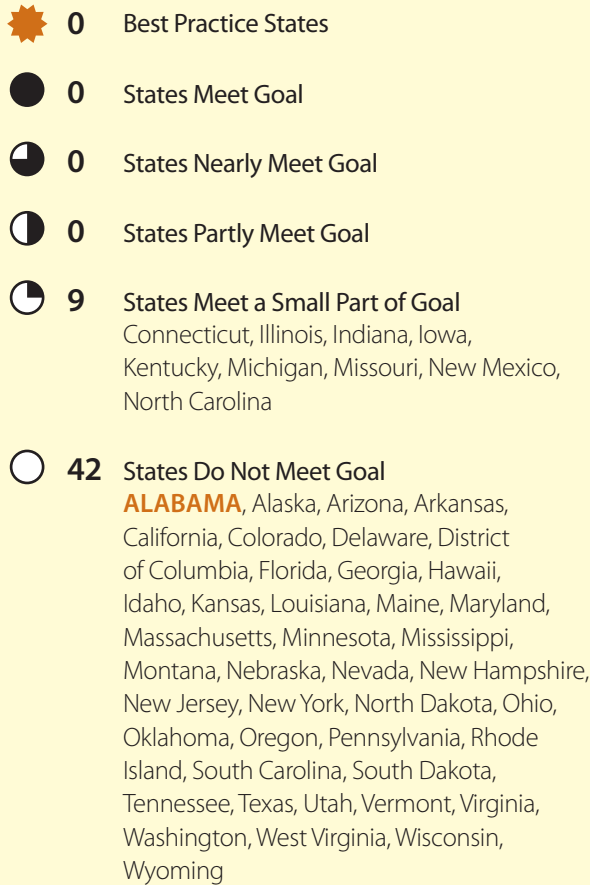 0 Best Practice States
0 States Meet Goal
0 States Nearly Meet Goal
0 States Partly Meet Goal
9 States Meet a Small Part of Goal
Connecticut, Illinois, Indiana, Iowa,
Kentucky, Michigan, Missouri, New Mexico,
North Carolina
42 States Do Not Meet Goal
ALABAMA, Alaska, Arizona, Arkansas,
California, Colorado, Delaware, District
of Columbia, Florida, Georgia, Hawaii,
Idaho, Kansas, Louisiana, Maine, Maryland,
Massachusetts, Minnesota, Mississippi,
Montana, Nebraska, Nevada, New Hampshire,
New Jersey, New York, North Dakota, Ohio,
Oklahoma, Oregon, Pennsylvania, Rhode
Island, South Carolina, South Dakota,
Tennessee, Texas, Utah, Vermont, Virginia,
Washington, West Virginia, Wisconsin,
Wyoming